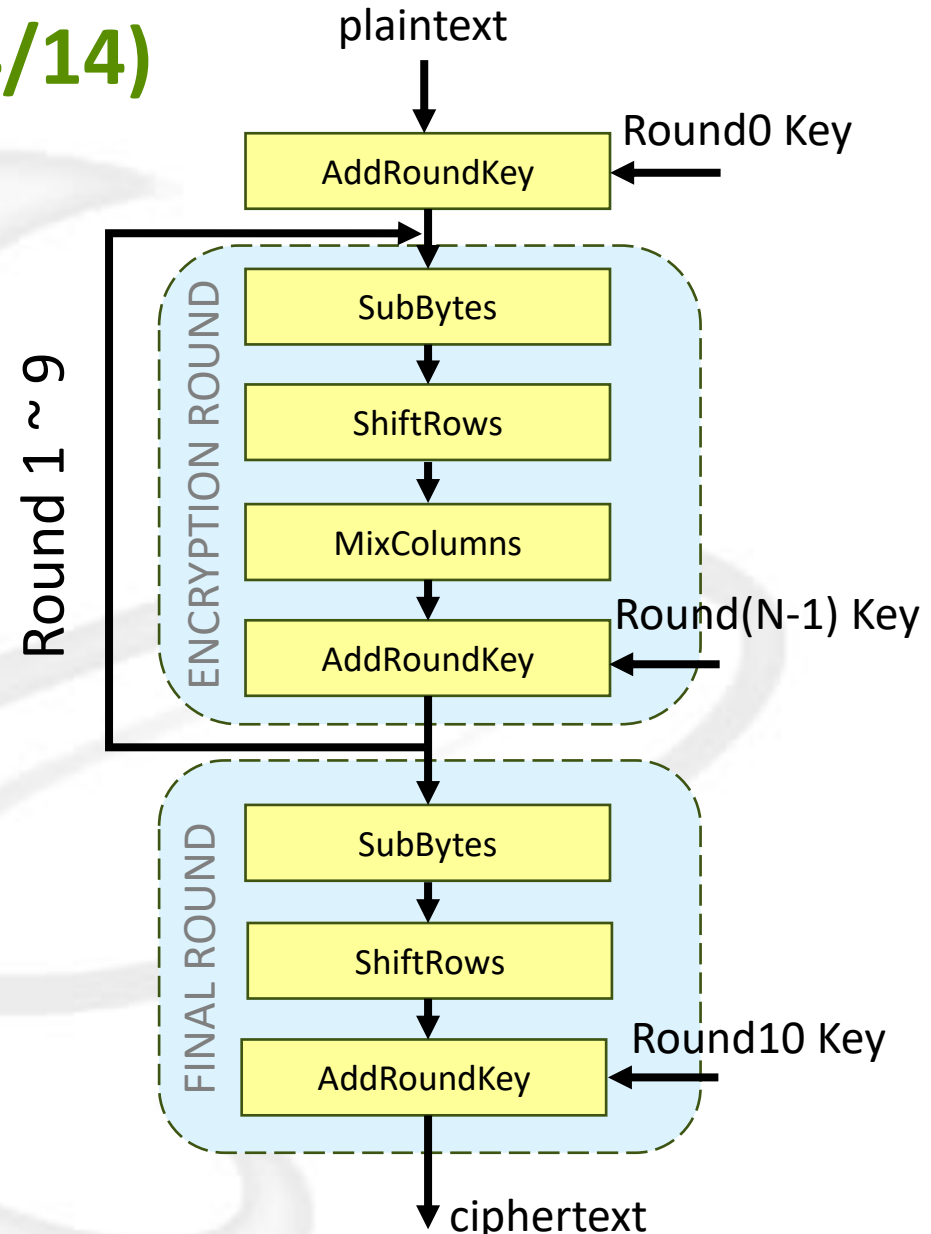 /14)
plaintext
Round0 Key
AddRoundKey
SubBytes
ShiftRows
MixColumns
Round(N-1) Key
AddRoundKey
ENCRYPTION ROUND
Round 1 ~ 9
SubBytes
ShiftRows
Round10 Key
AddRoundKey
FINAL ROUND
ciphertext